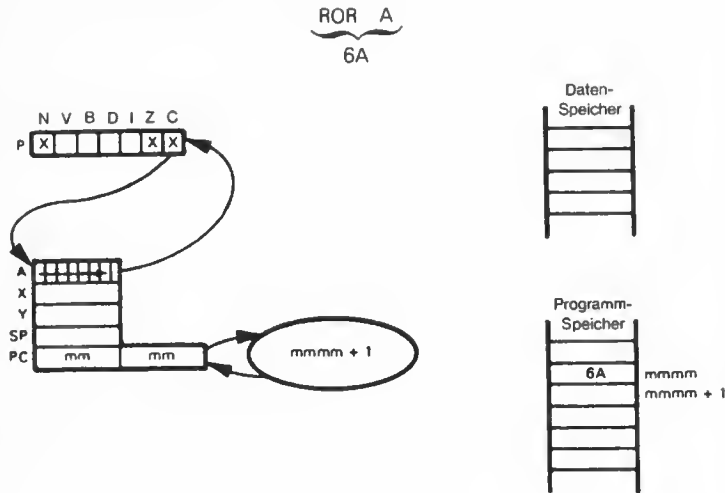 ROR A
6A
N V B D I Z C
P X X X
A
X
Y
SP
PC mm mm
mmmm + 1
Daten-
Speicher
Programm-
Speicher
6A mmmm
mmmm + 1